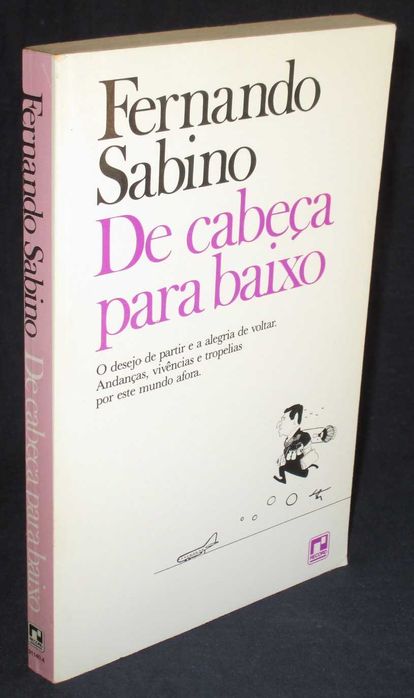 Fernando
Sabino
De cabeça
para baixo
O desejo de partir e a alegria de voltar.
Andanças, vivências e tropelias
por este mundo afora.
RECORD
Fernando Sabino De cabeça para baixo